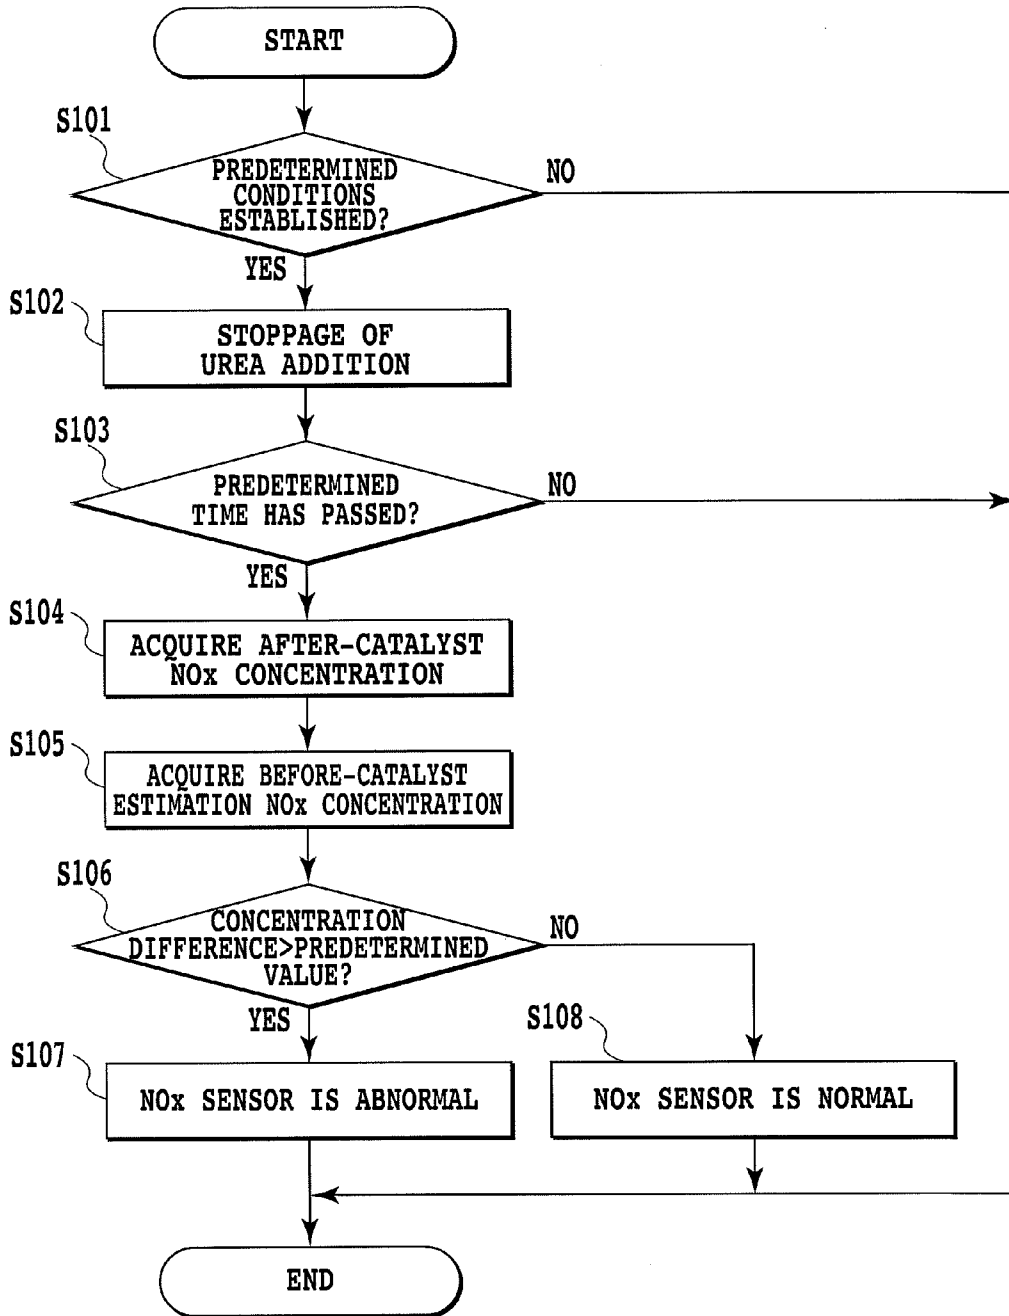 START
S101
PREDETERMINED
CONDITIONS
ESTABLISHED?
NO
YES
S102
STOPPAGE OF
UREA ADDITION
S103
PREDETERMINED
TIME HAS PASSED?
NO
YES
S104
ACQUIRE AFTER-CATALYST
NOx CONCENTRATION
S105
ACQUIRE BEFORE-CATALYST
ESTIMATION NOx CONCENTRATION
S106
CONCENTRATION
DIFFERENCE>PREDETERMINED
VALUE?
NO
YES
S107
NOx SENSOR IS ABNORMAL
S108
NOx SENSOR IS NORMAL
END